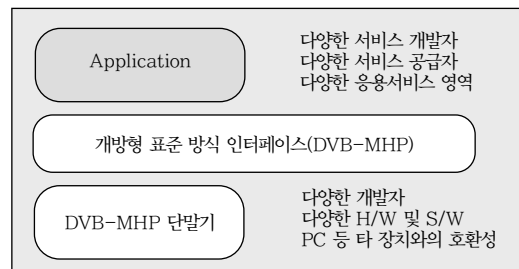 Application
다양한 서비스 개발자
다양한 서비스 공급자
다양한 응용서비스 영역
개방형 표준 방식 인터페이스(DVB-MHP)
DVB-MHP 단말기
다양한 개발자
다양한 H/W 및 S/W
PC 등 타 장치와의 호환성